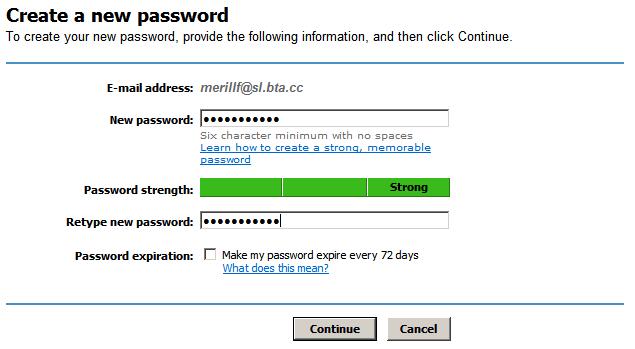 Create a new password
To create your new password, provide the following information, and then click Continue.
E-mail address: merillf@sl.bta.cc
New password: •••••••••••
Six character minimum with no spaces
Learn how to create a strong, memorable
password
Password strength: Strong
Retype new password: •••••••••••
Password expiration: Make my password expire every 72 days
What does this mean?
Continue Cancel